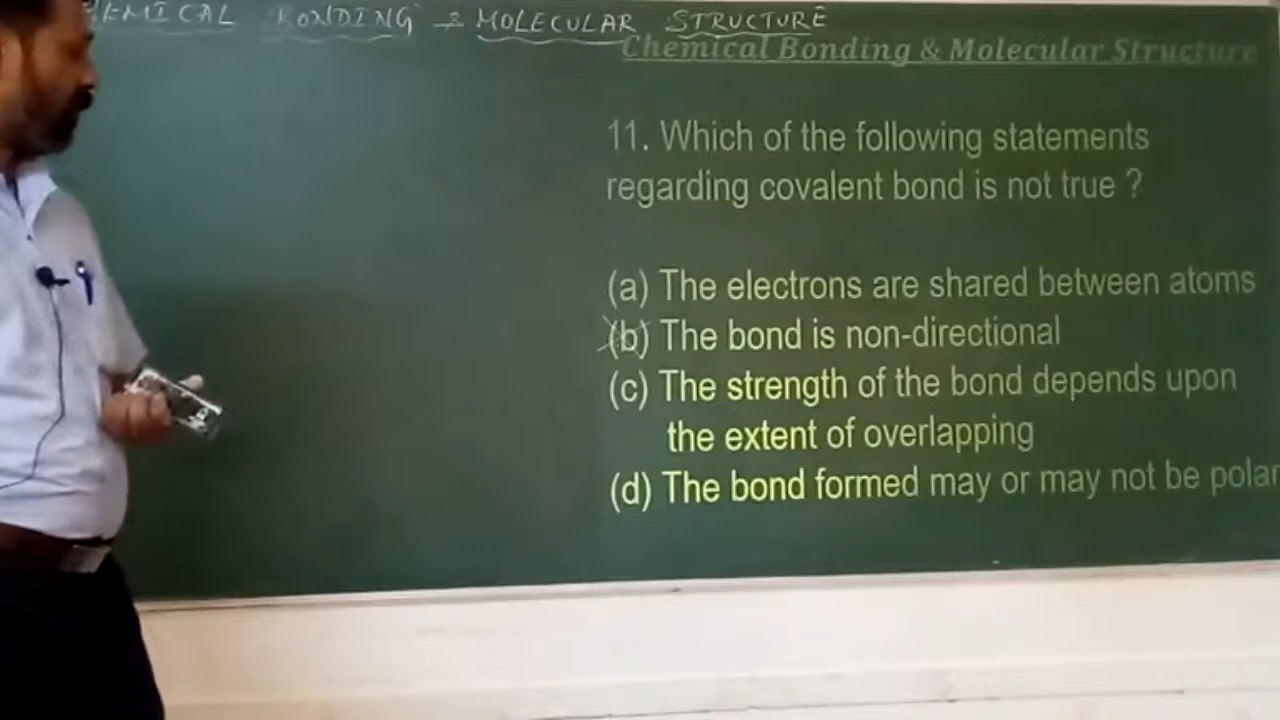 EMICAL BONDING & MOLECULAR STRUCTURE
Chemical Bonding & Molecular Structure
11. Which of the following statements
regarding covalent bond is not true ?
(a) The electrons are shared between atoms
(b) The bond is non-directional
(c) The strength of the bond depends upon
the extent of overlapping
(d) The bond formed may or may not be polar